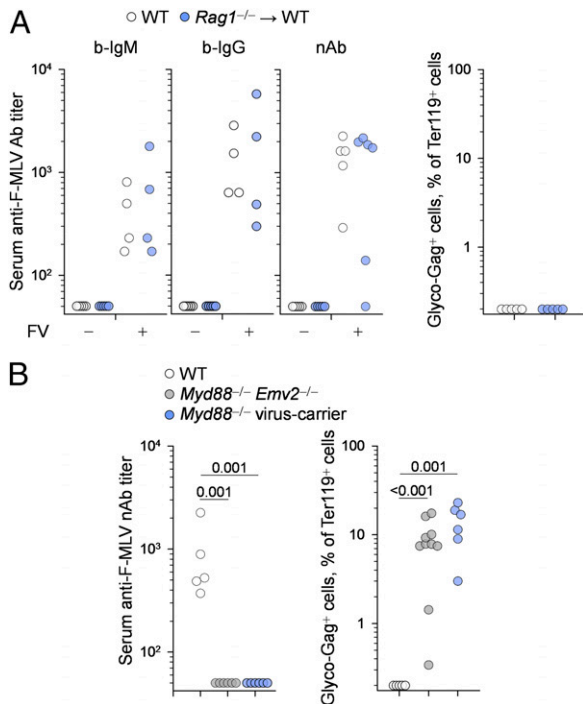 A
WT Rag1−/− → WT
b-IgM b-IgG nAb
Serum anti-F-MLV Ab titer
10⁴
10³
10²
FV − + − + − +
Glyco-Gag⁺ cells, % of Ter119⁺ cells
100
10
1
B
WT
Myd88−/− Emv2−/−
Myd88−/− virus-carrier
Serum anti-F-MLV nAb titer
10⁴
10³
10²
0.001
0.001
Glyco-Gag⁺ cells, % of Ter119⁺ cells
100
10
1
0.001
<0.001